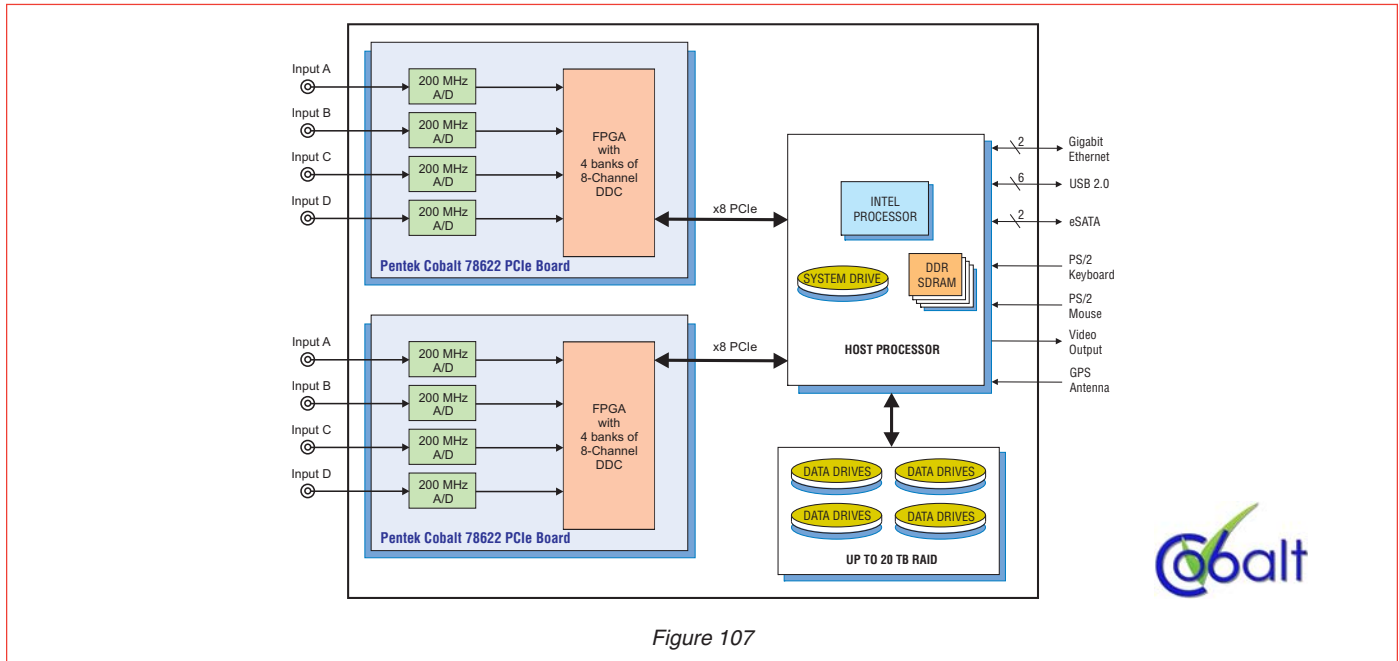 Input A
200 MHz
A/D
Input B
200 MHz
A/D
Input C
200 MHz
A/D
Input D
200 MHz
A/D
FPGA
with
4 banks of
8-Channel
DDC
Pentek Cobalt 78622 PCIe Board
x8 PCIe
Input A
200 MHz
A/D
Input B
200 MHz
A/D
Input C
200 MHz
A/D
Input D
200 MHz
A/D
FPGA
with
4 banks of
8-Channel
DDC
Pentek Cobalt 78622 PCIe Board
x8 PCIe
INTEL
PROCESSOR
SYSTEM DRIVE
DDR
SDRAM
HOST PROCESSOR
2
Gigabit
Ethernet
6
USB 2.0
2
eSATA
PS/2
Keyboard
PS/2
Mouse
Video
Output
GPS
Antenna
DATA DRIVES
DATA DRIVES
DATA DRIVES
DATA DRIVES
UP TO 20 TB RAID
Cobalt
Figure 107